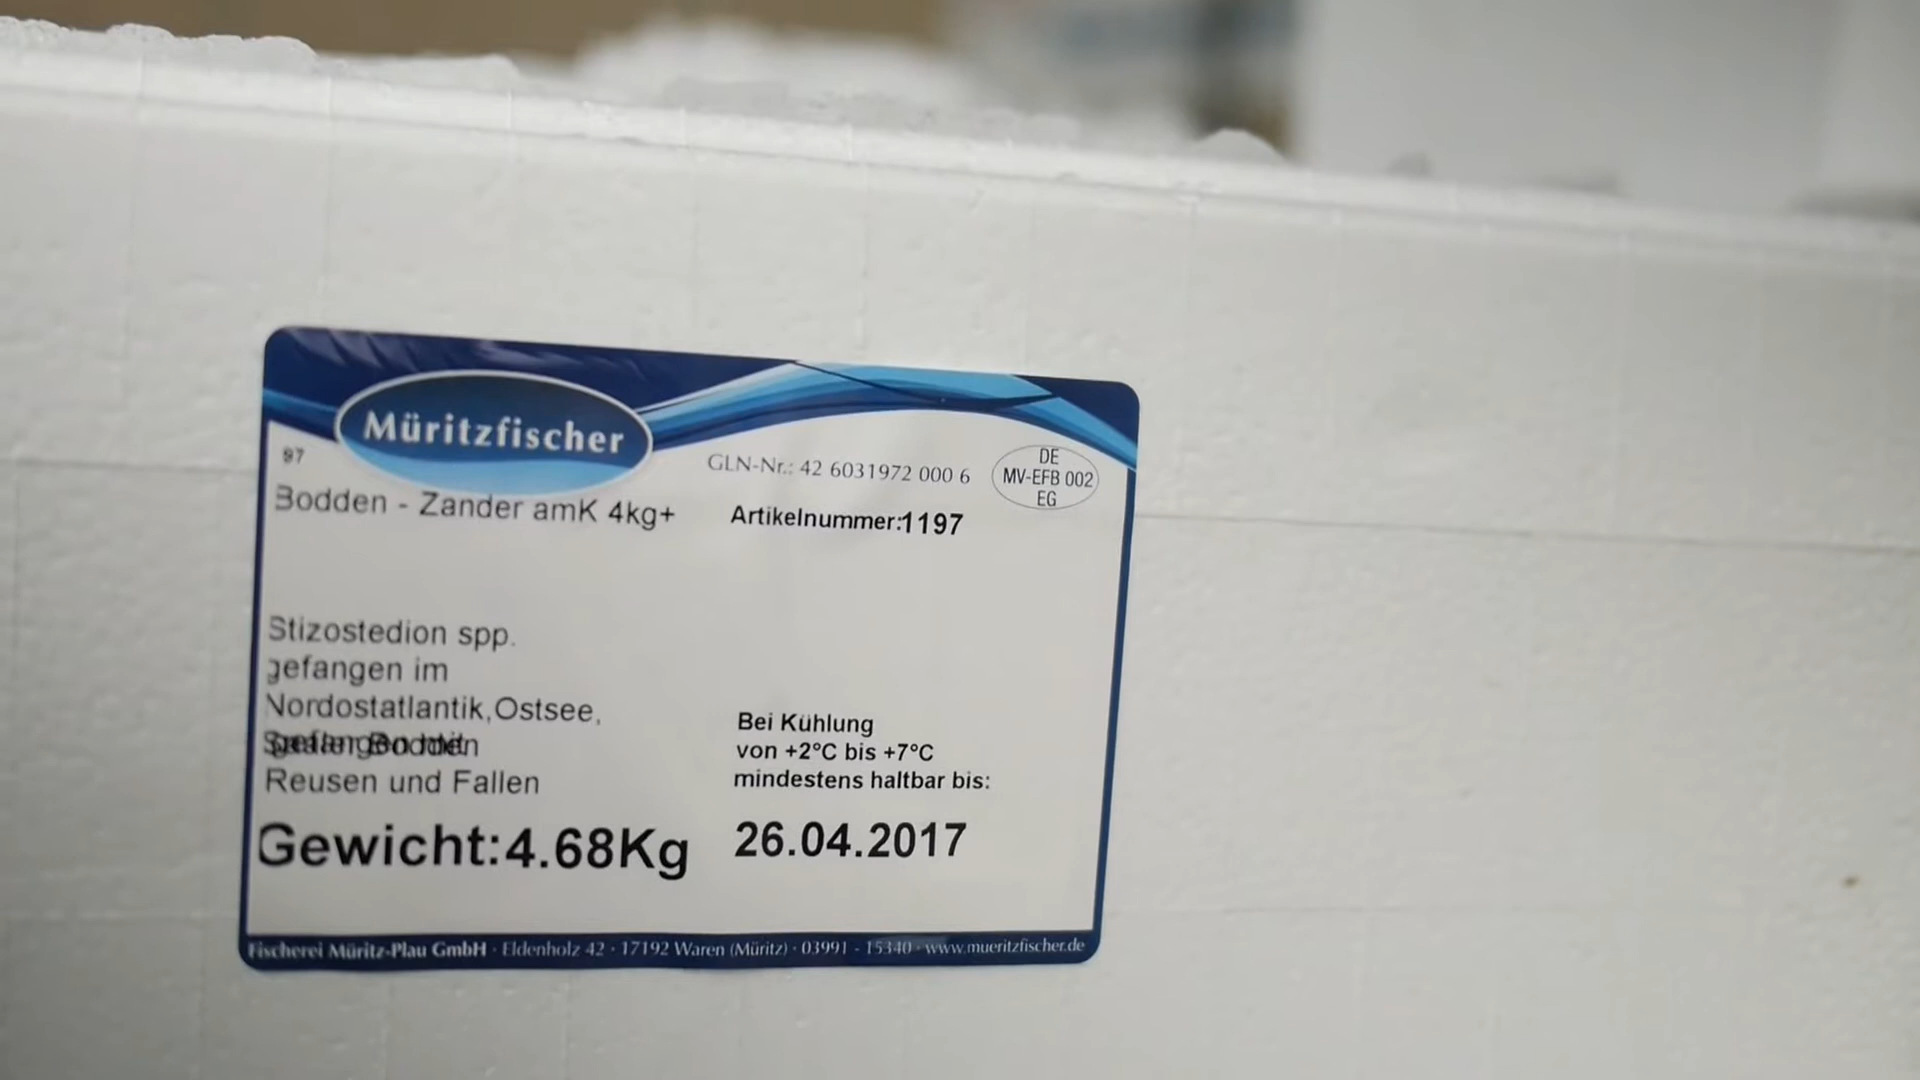 Müritzfischer
97
GLN-Nr.: 42 6031972 000 6
DE
MV-EFB 002
EG
Bodden - Zander amK 4kg+
Artikelnummer:1197
Stizostedion spp.
gefangen im
Nordostatlantik,Ostsee,
Reusen und Fallen
Bei Kühlung
von +2°C bis +7°C
mindestens haltbar bis:
Gewicht:4.68Kg
26.04.2017
Fischerei Müritz-Plau GmbH · Eldenholz 42 · 17192 Waren (Müritz) · 03991 - 15340 · www.mueritzfischer.de